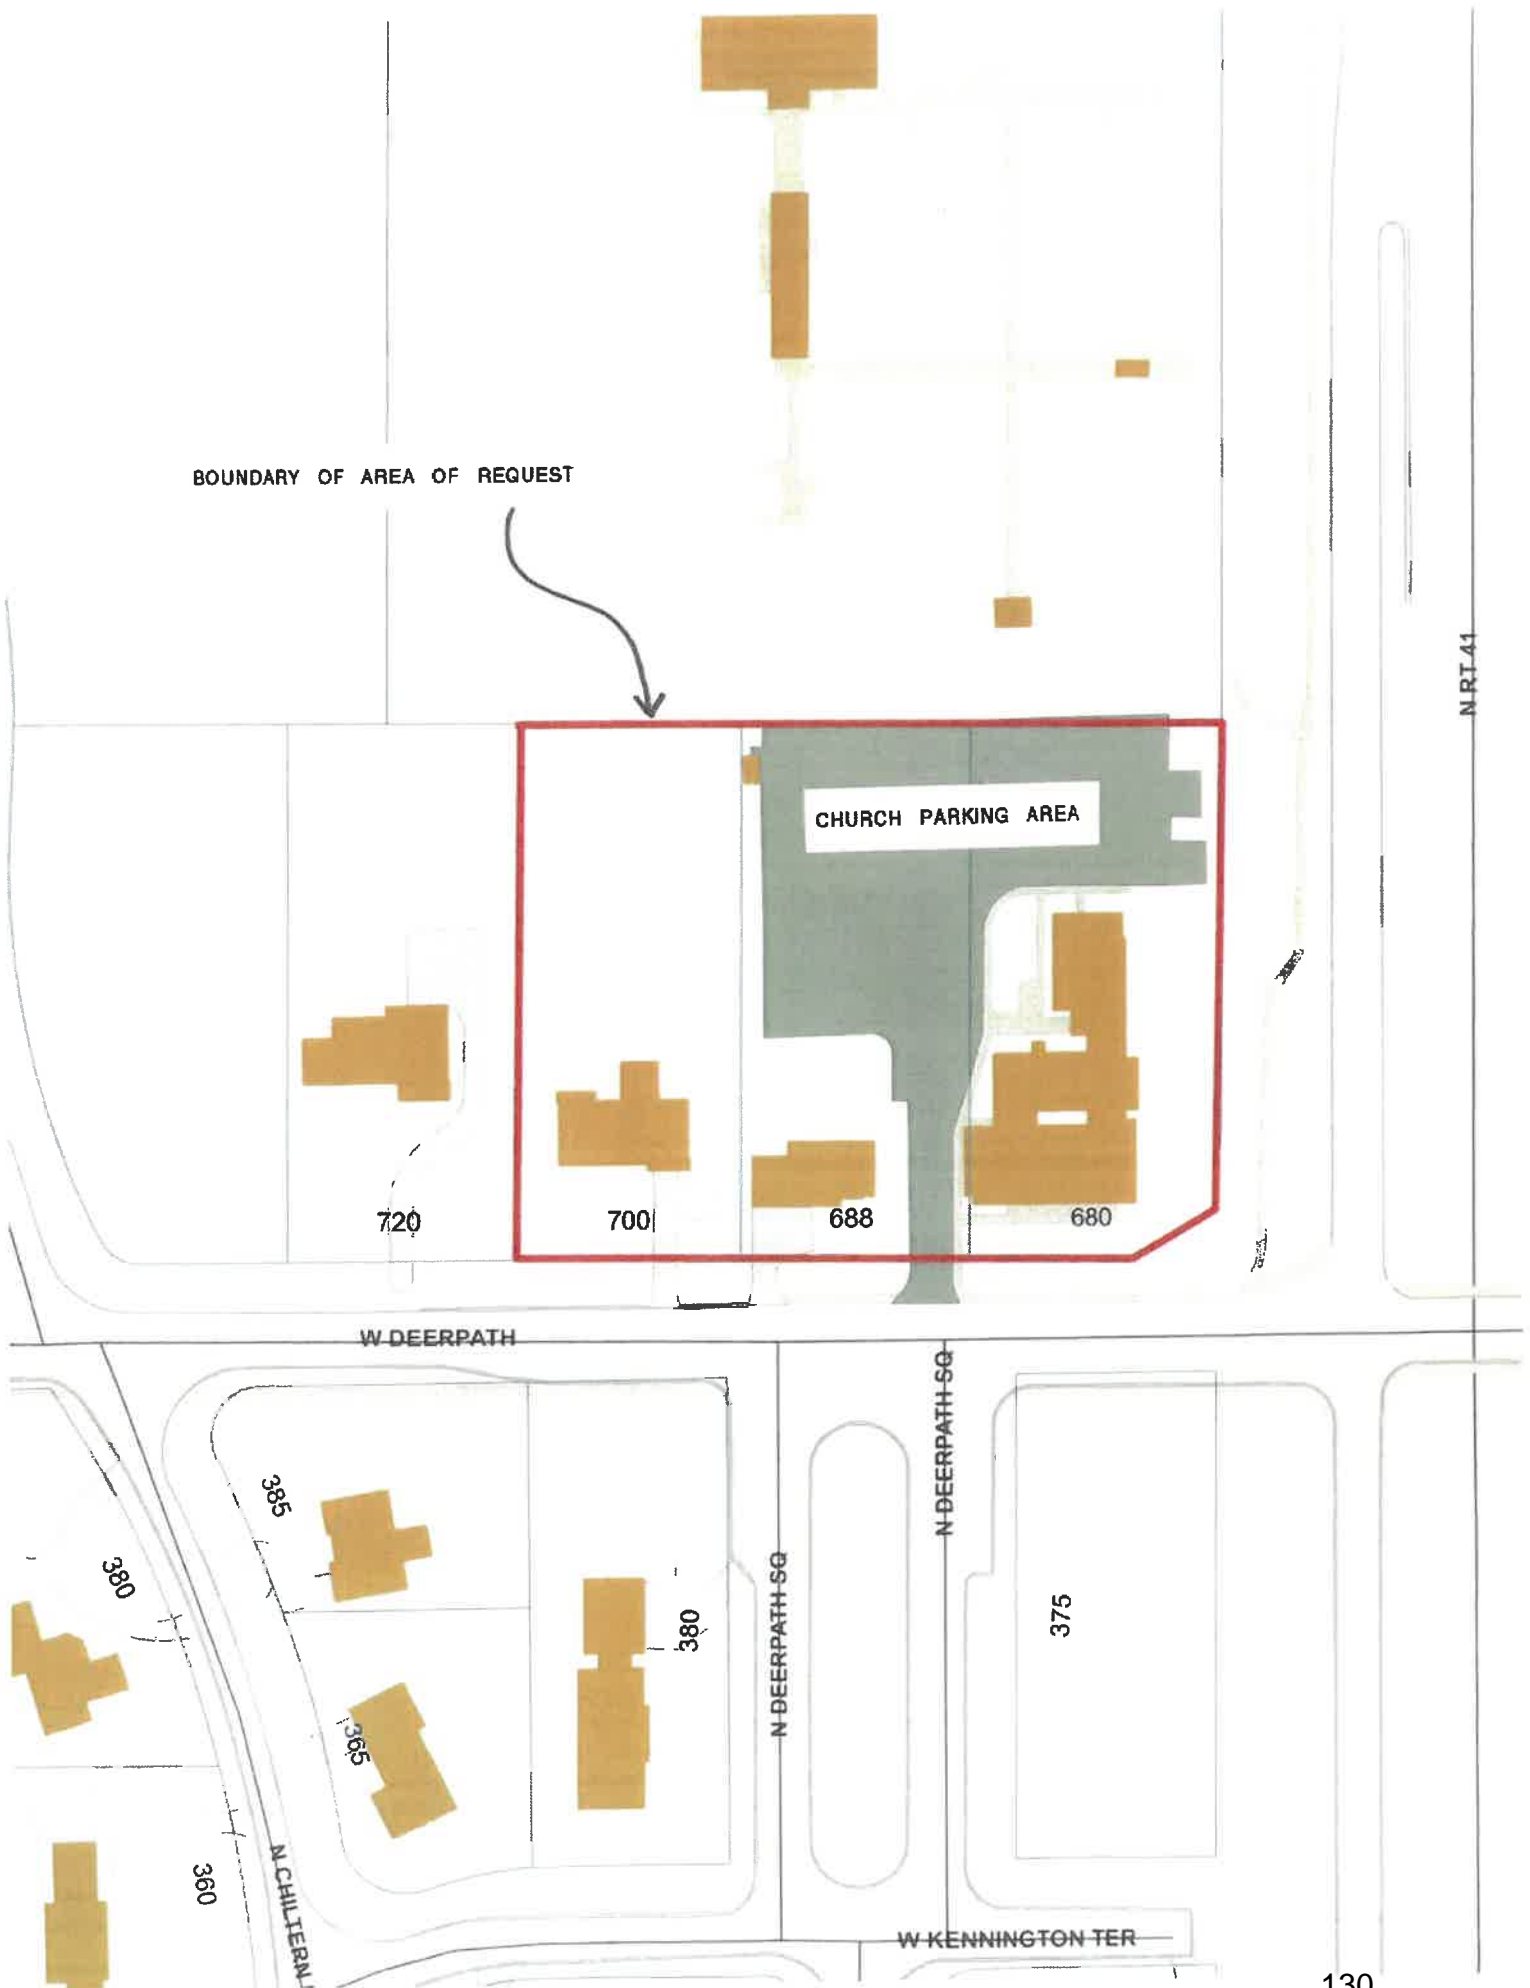 BOUNDARY OF AREA OF REQUEST
N RT 41
CHURCH PARKING AREA
720
700
688
680
W DEERPATH
N DEERPATH SQ
385
380
N DEERPATH SQ
375
380
365
360
N CHILTERN
W KENNINGTON TER
130